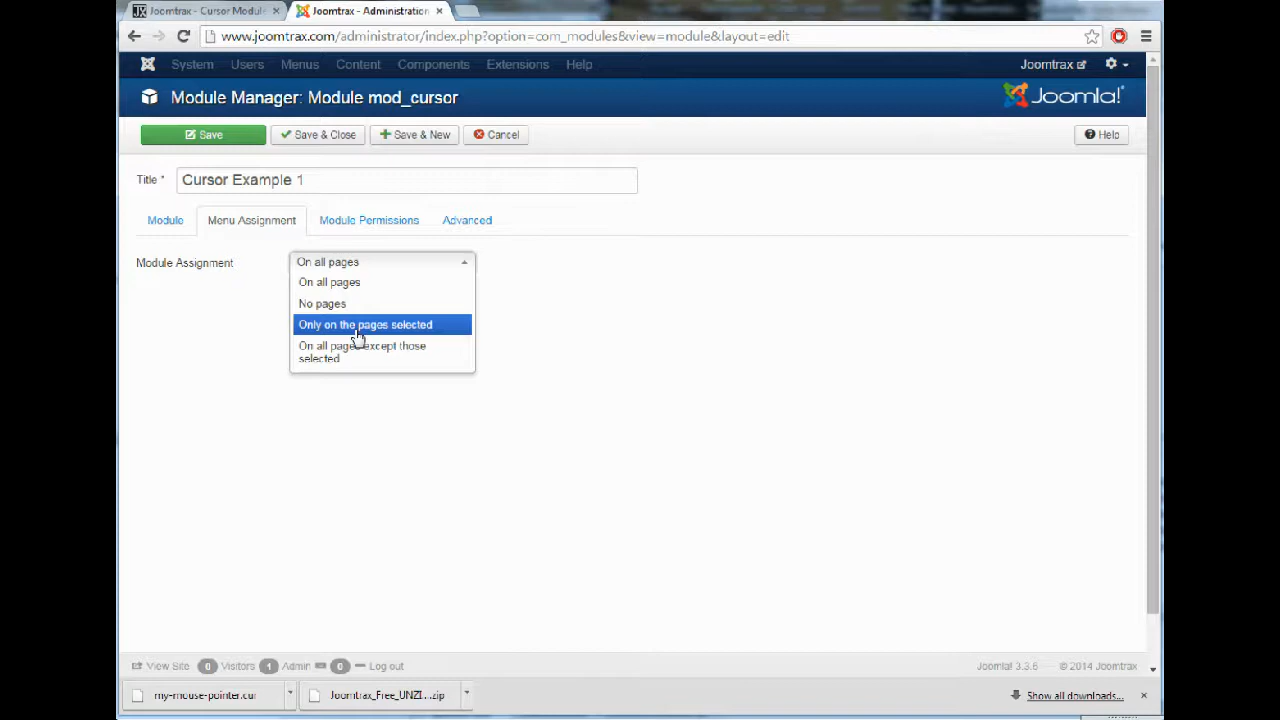 Joomtrax - Cursor Module × Joomtrax - Administration ×
www.joomtrax.com/administrator/index.php?option=com_modules&view=module&layout=edit
System Users Menus Content Components Extensions Help Joomtrax
Module Manager: Module mod_cursor Joomla!
Save Save & Close Save & New Cancel Help
Title * Cursor Example 1
Module Menu Assignment Module Permissions Advanced
Module Assignment On all pages
On all pages
No pages
Only on the pages selected
On all pages except those
selected
View Site 0 Visitors 1 Admin 0 Log out Joomla! 3.3.6 — © 2014 Joomtrax
my-mouse-pointer.cur Joomtrax_Free_UNZI....zip Show all downloads... ×